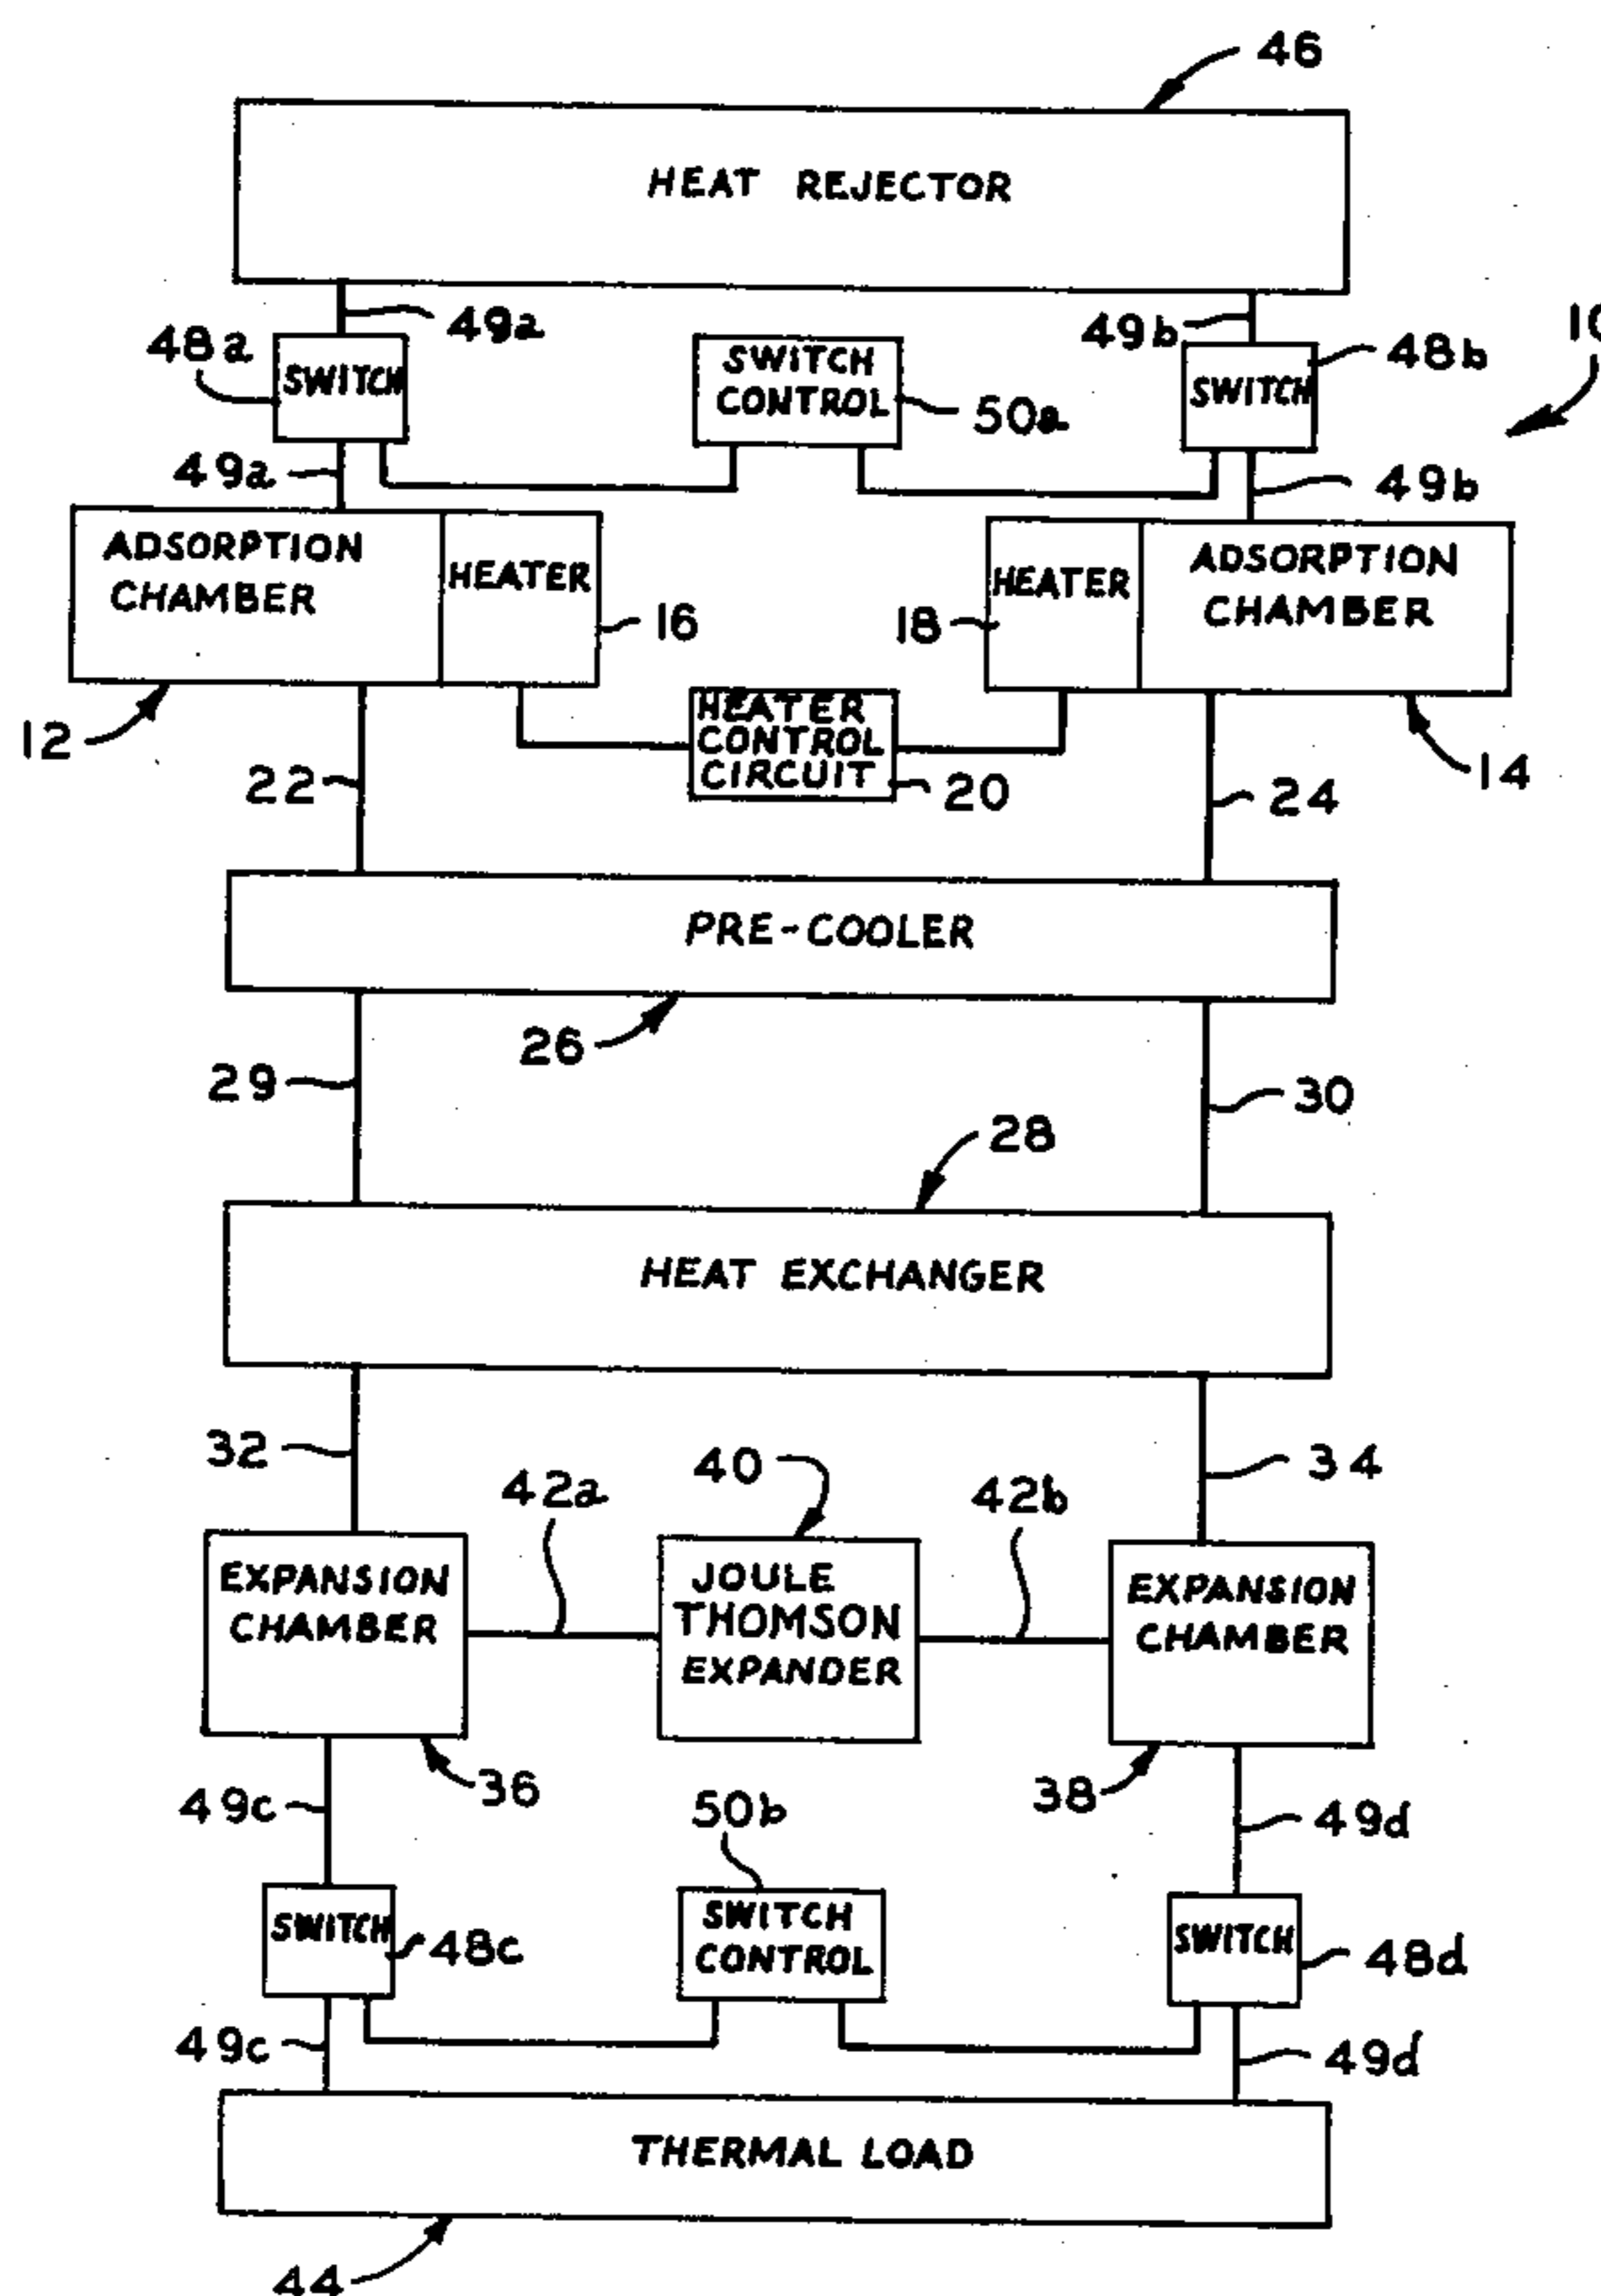 46
HEAT REJECTOR
49a
49b
10
48a
SWITCH
SWITCH
CONTROL
50a
SWITCH
48b
49a
49b
ADSORPTION
CHAMBER
HEATER
16
18
HEATER
ADSORPTION
CHAMBER
12
14
HEATER
CONTROL
CIRCUIT
20
22
24
PRE-COOLER
26
29
30
28
HEAT EXCHANGER
32
34
40
42a
42b
EXPANSION
CHAMBER
JOULE
THOMSON
EXPANDER
EXPANSION
CHAMBER
36
38
49c
49d
50b
SWITCH
48c
SWITCH
CONTROL
SWITCH
48d
49c
49d
THERMAL LOAD
44